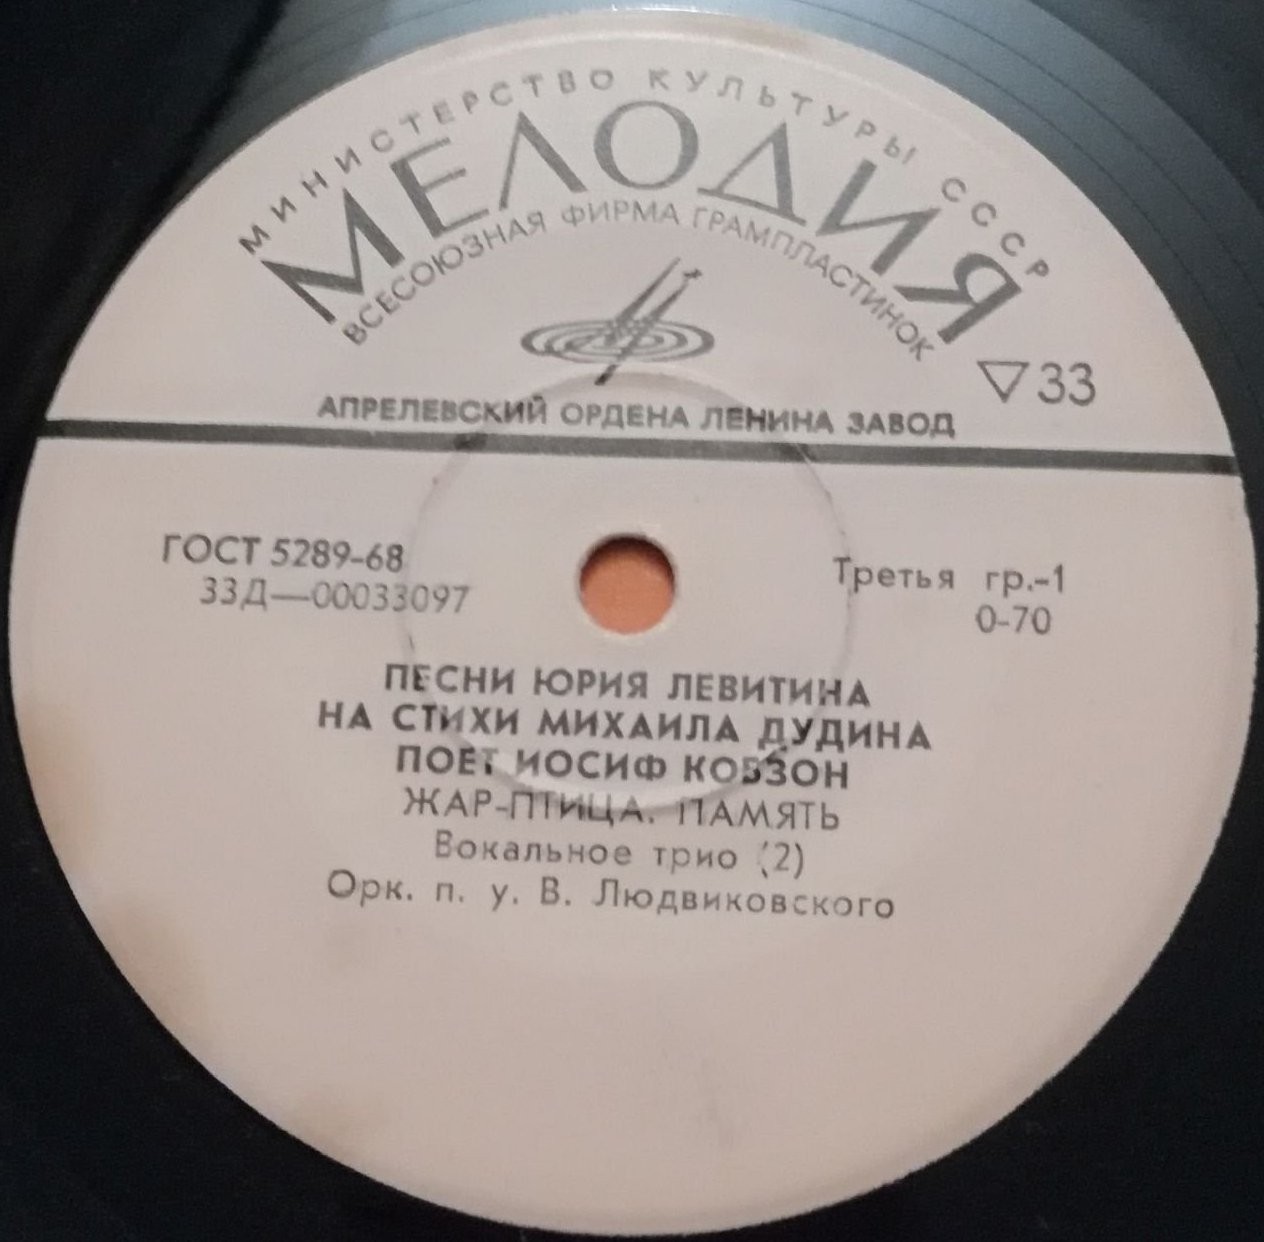 МИНИСТЕРСТВО КУЛЬТУРЫ СССР
МЕЛОДИЯ
ВСЕСОЮЗНАЯ ФИРМА ГРАМПЛАСТИНОК
▽33
АПРЕЛЕВСКИЙ ОРДЕНА ЛЕНИНА ЗАВОД
ГОСТ 5289-68
33Д—00033097
Третья гр.-1
0-70
ПЕСНИ ЮРИЯ ЛЕВИТИНА
НА СТИХИ МИХАИЛА ДУДИНА
ПОЕТ ИОСИФ КОБЗОН
ЖАР-ПТИЦА. ПАМЯТЬ
Вокальное трио (2)
Орк. п. у. В. Людвиковского